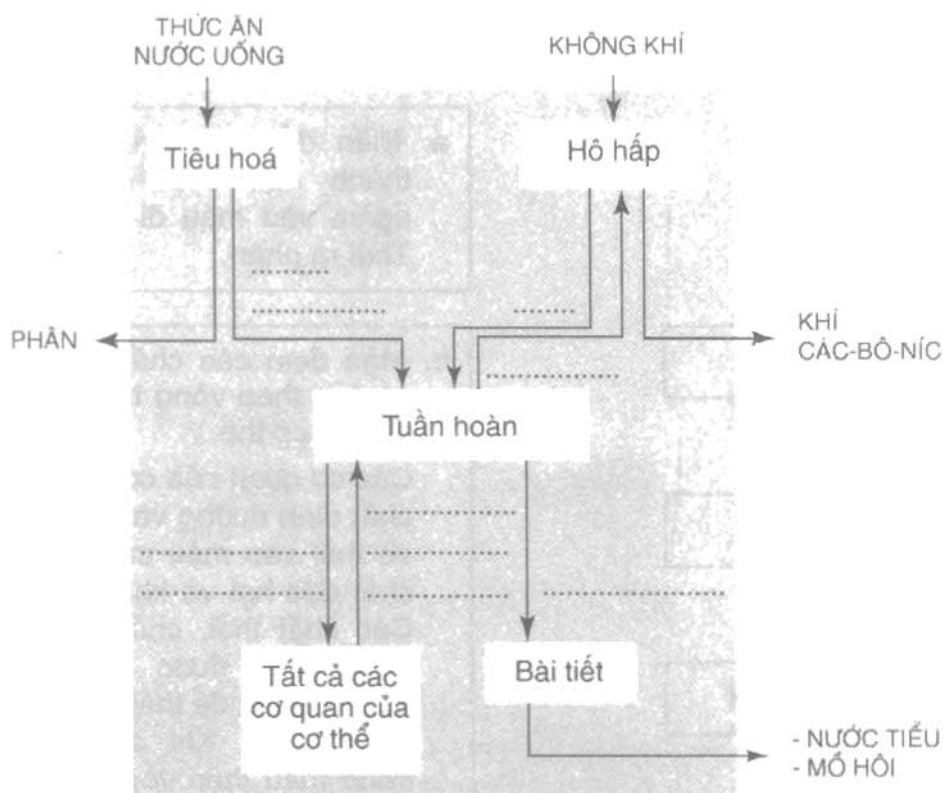 THỨC ĂN
NƯỚC UỐNG
KHÔNG KHÍ
Tiêu hoá
Hô hấp
PHÂN
KHÍ
CÁC-BÔ-NÍC
Tuần hoàn
Tất cả các
cơ quan của
cơ thể
Bài tiết
- NƯỚC TIỂU
- MỒ HÔI